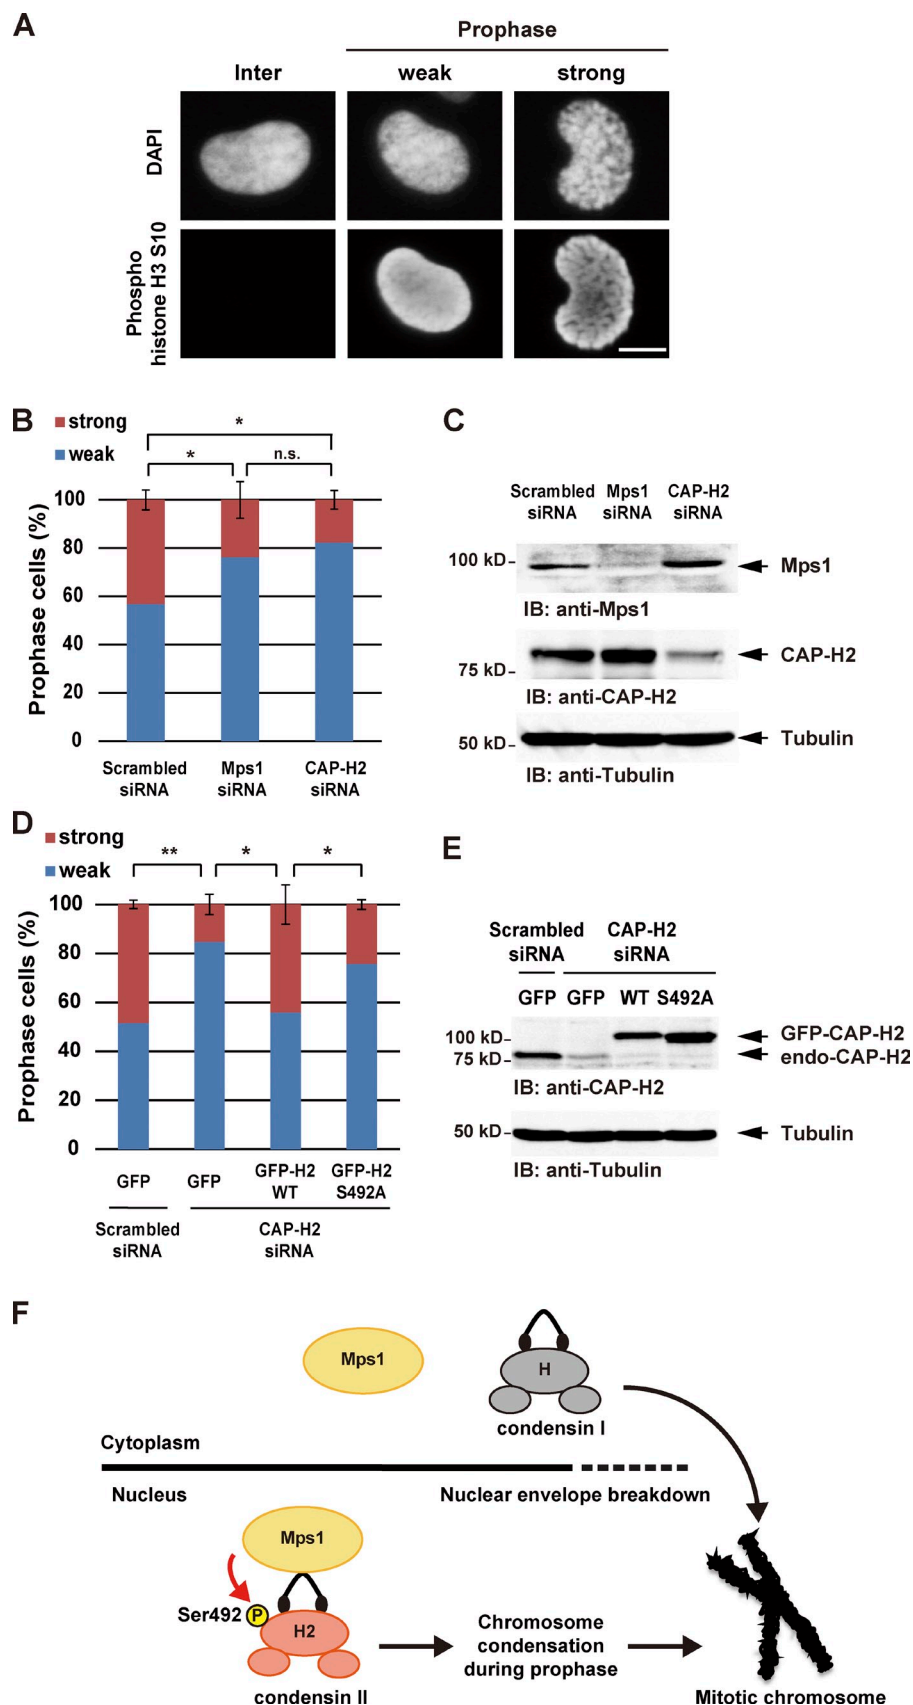 A
Prophase
Inter
weak
strong
DAPI
Phospho
histone H3 S10
B
strong
weak
*
*
n.s.
Prophase cells (%)
100
80
60
40
20
0
Scrambled
siRNA
Mps1
siRNA
CAP-H2
siRNA
C
Scrambled
siRNA
Mps1
siRNA
CAP-H2
siRNA
100 kD
Mps1
IB: anti-Mps1
75 kD
CAP-H2
IB: anti-CAP-H2
50 kD
Tubulin
IB: anti-Tubulin
D
strong
weak
**
*
*
Prophase cells (%)
100
80
60
40
20
0
GFP
GFP
GFP-H2
WT
GFP-H2
S492A
Scrambled
siRNA
CAP-H2
siRNA
E
Scrambled
siRNA
CAP-H2
siRNA
GFP
GFP
WT
S492A
100 kD
75 kD
GFP-CAP-H2
endo-CAP-H2
IB: anti-CAP-H2
50 kD
Tubulin
IB: anti-Tubulin
F
Mps1
H
condensin I
Cytoplasm
Nucleus
Nuclear envelope breakdown
Mps1
Ser492
P
H2
condensin II
Chromosome
condensation
during prophase
Mitotic chromosome